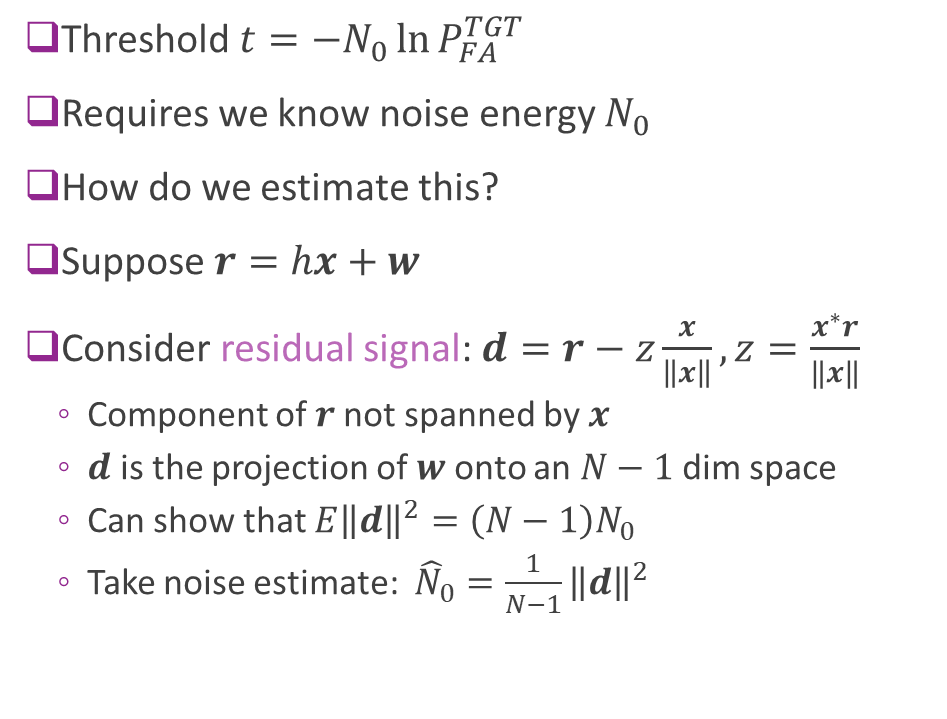 ❑Threshold 𝑡 = −𝑁₀ ln 𝑃_{𝐹𝐴}^{𝑇𝐺𝑇}
❑Requires we know noise energy 𝑁₀
❑How do we estimate this?
❑Suppose 𝒓 = ℎ𝒙 + 𝒘
❑Consider residual signal: 𝒅 = 𝒓 − 𝑧 𝒙/‖𝒙‖ , 𝑧 = 𝒙*𝒓/‖𝒙‖
◦ Component of 𝒓 not spanned by 𝒙
◦ 𝒅 is the projection of 𝒘 onto an 𝑁 − 1 dim space
◦ Can show that 𝐸‖𝒅‖² = (𝑁 − 1)𝑁₀
◦ Take noise estimate: 𝑁̂₀ = 1/(𝑁−1) ‖𝒅‖²